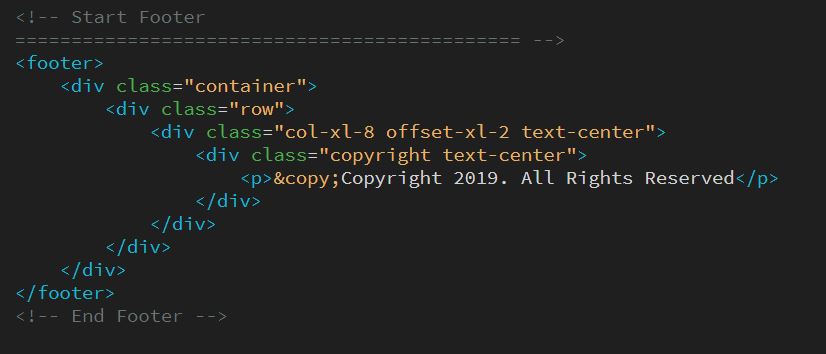 <!-- Start Footer
============================================= -->
<footer>
    <div class="container">
        <div class="row">
            <div class="col-xl-8 offset-xl-2 text-center">
                <div class="copyright text-center">
                    <p>&copy;Copyright 2019. All Rights Reserved</p>
                </div>
            </div>
        </div>
    </div>
</footer>
<!-- End Footer -->